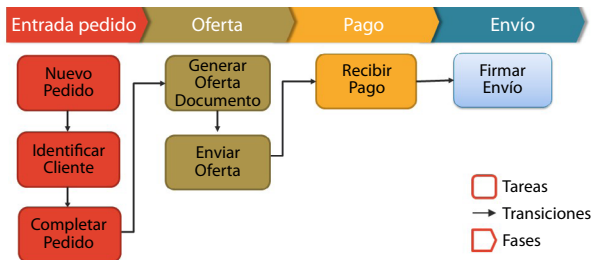 Entrada pedido
Oferta
Pago
Envío
Nuevo
Pedido
Identificar
Cliente
Completar
Pedido
Generar
Oferta
Documento
Enviar
Oferta
Recibir
Pago
Firmar
Envío
Tareas
Transiciones
Fases